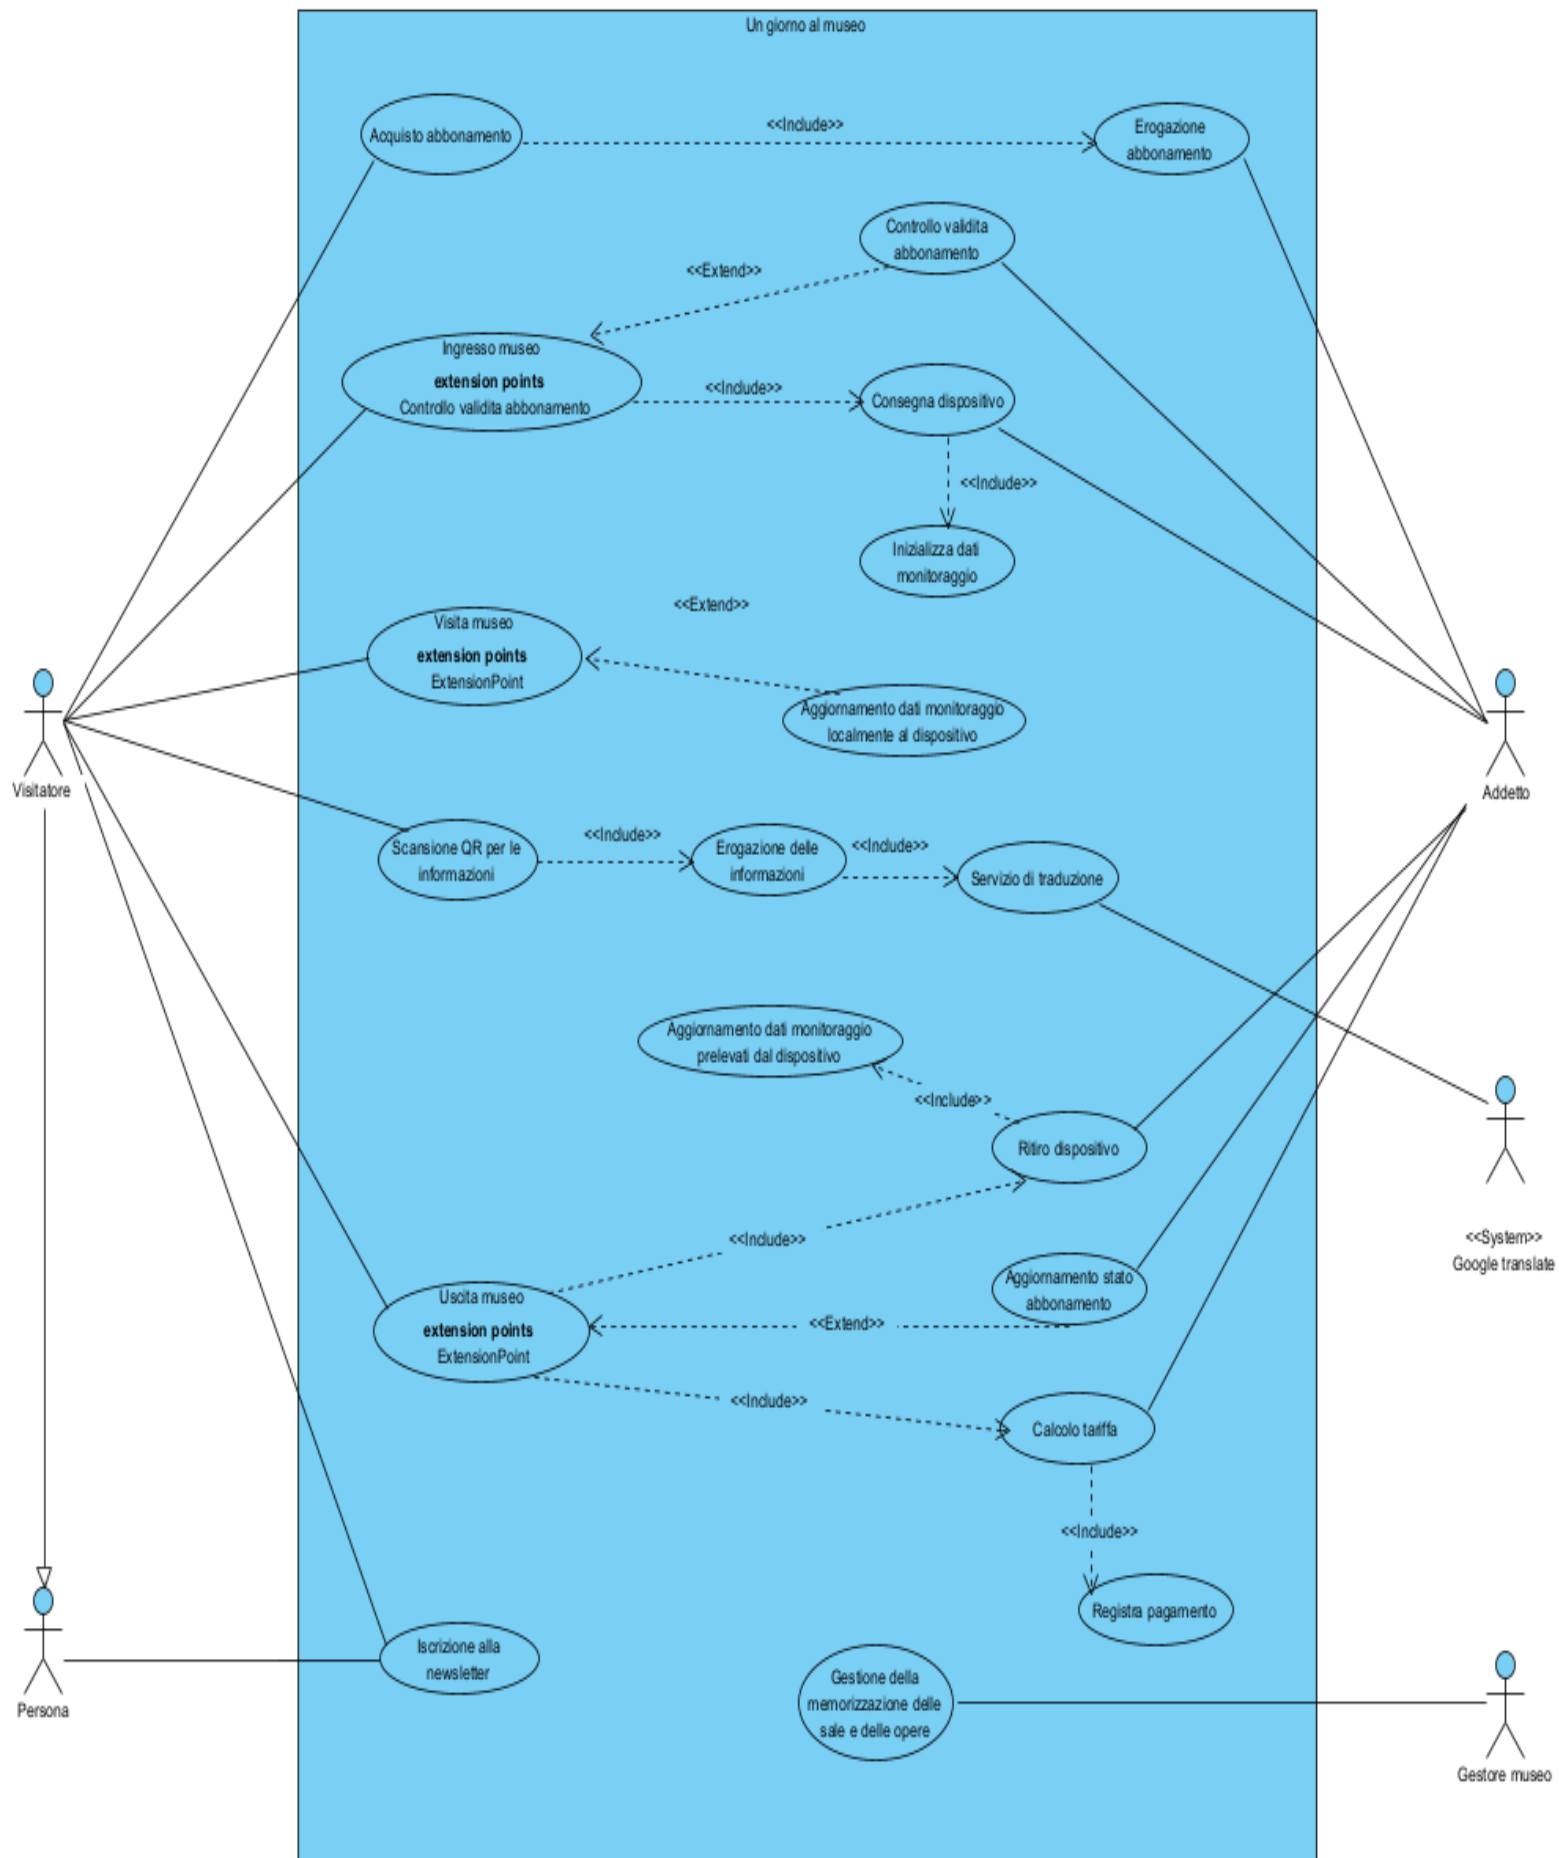 Un giorno al museo
Acquisto abbonamento
<<Include>>
Erogazione
abbonamento
Controllo validita
abbonamento
<<Extend>>
Ingresso museo
extension points
Controllo validita abbonamento
<<Include>>
Consegna dispositivo
<<Include>>
Inizializza dati
monitoraggio
<<Extend>>
Visita museo
extension points
ExtensionPoint
Aggiornamento dati monitoraggio
localmente al dispositivo
Visitatore
Addetto
Scansione QR per le
informazioni
<<Include>>
Erogazione delle
informazioni
<<Include>>
Servizio di traduzione
Aggiornamento dati monitoraggio
prelevati dal dispositivo
<<Include>>
Ritiro dispositivo
<<System>>
Google translate
<<Include>>
Aggiornamento stato
abbonamento
Uscita museo
extension points
ExtensionPoint
<<Extend>>
<<Include>>
Calcolo tariffa
<<Include>>
Registra pagamento
Iscrizione alla
newsletter
Persona
Gestione della
memorizzazione delle
sale e delle opere
Gestore museo